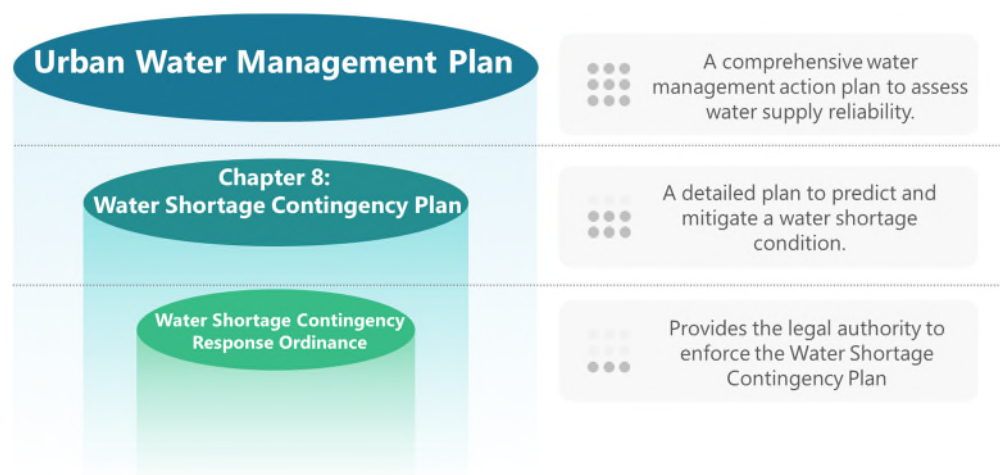 Urban Water Management Plan
A comprehensive water
management action plan to assess
water supply reliability.
Chapter 8:
Water Shortage Contingency Plan
A detailed plan to predict and
mitigate a water shortage
condition.
Water Shortage Contingency
Response Ordinance
Provides the legal authority to
enforce the Water Shortage
Contingency Plan